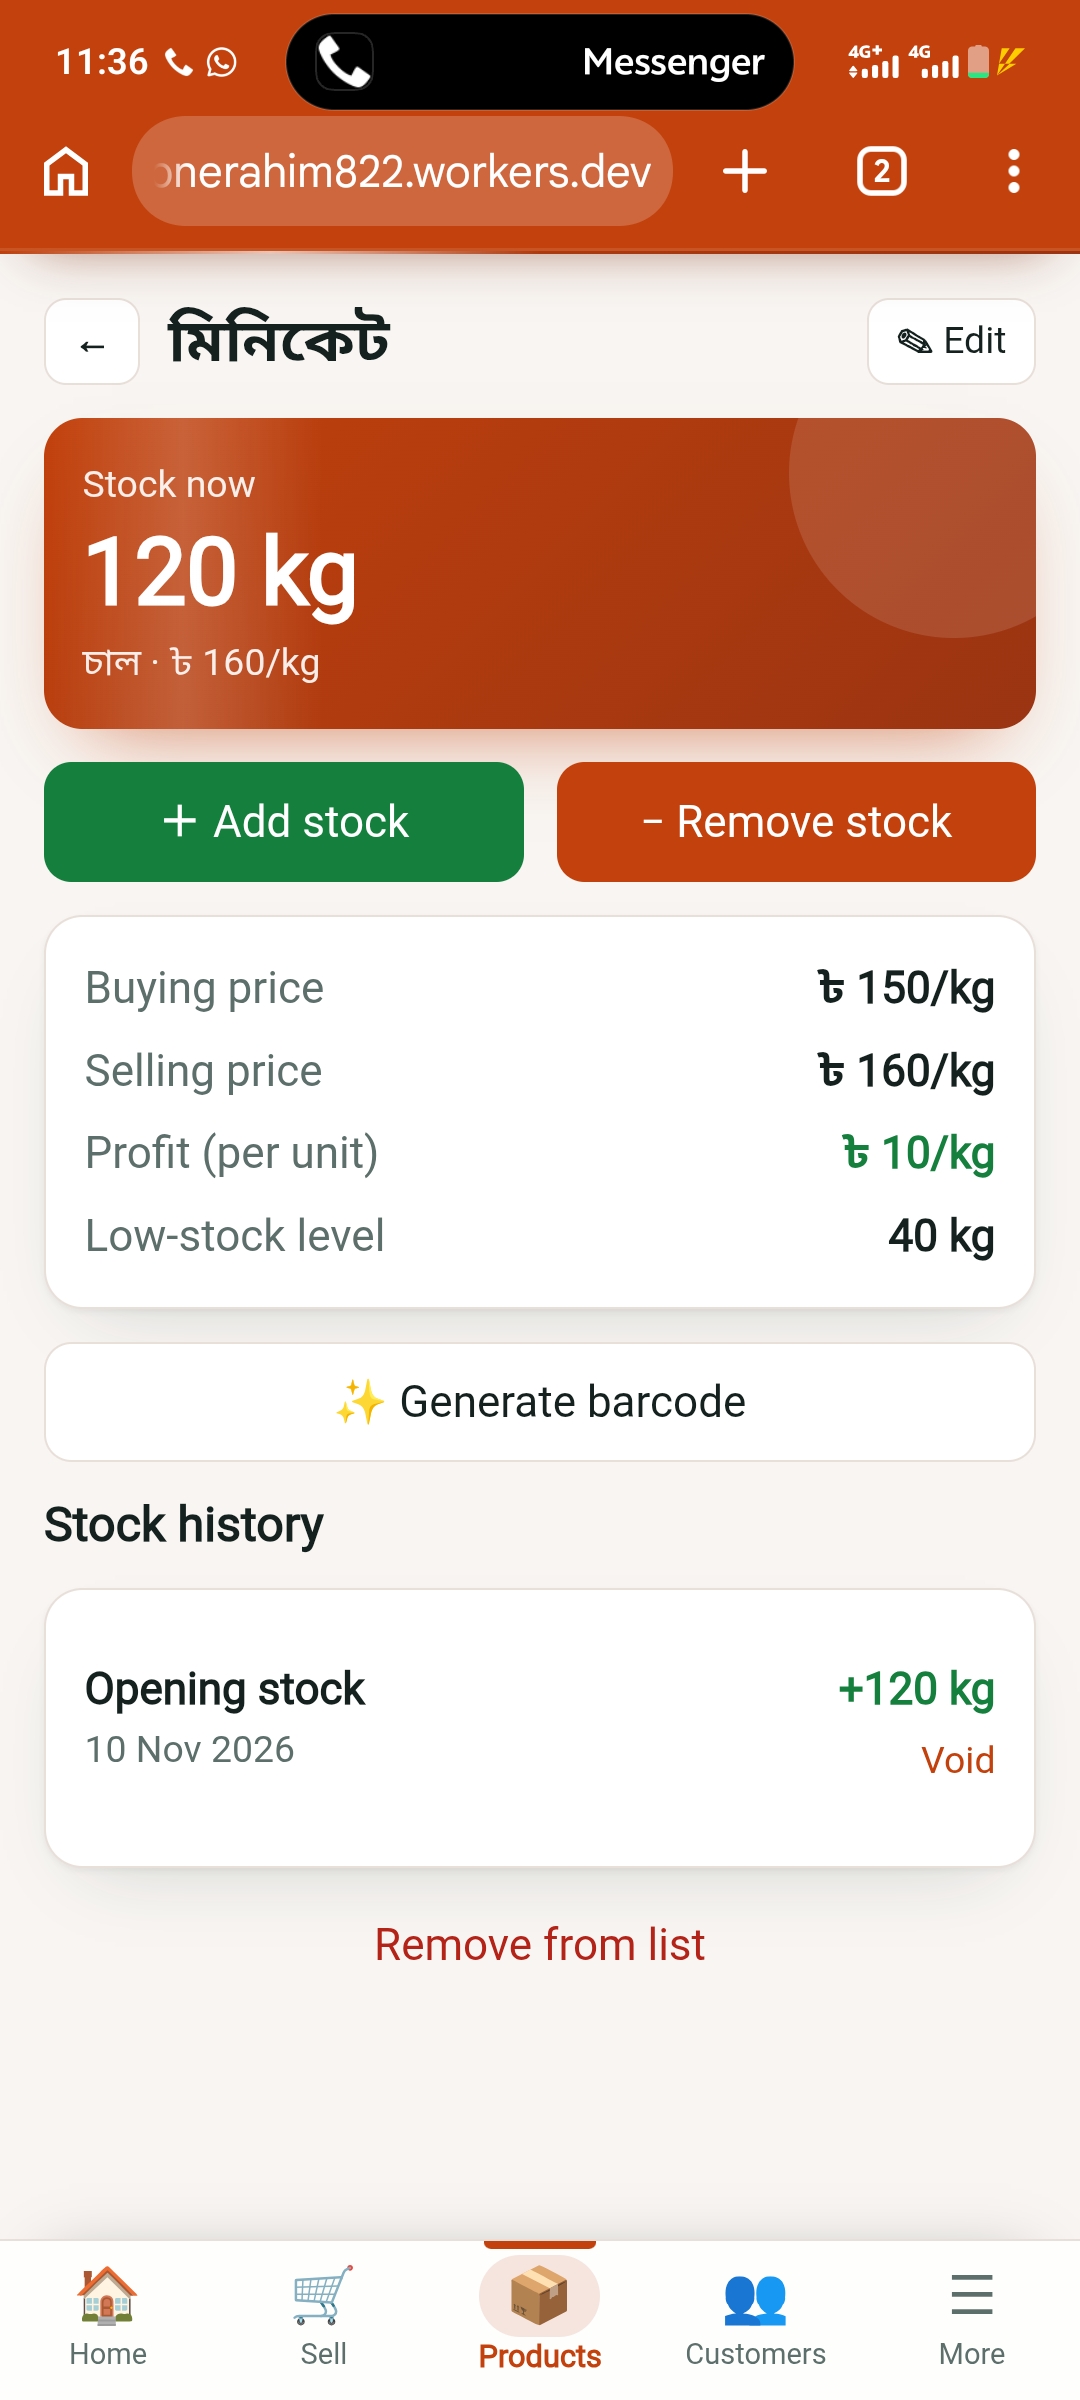 11:36
Messenger
4G+ 4G
nerahim822.workers.dev
2
← মিনিকেট
✎ Edit
Stock now
120 kg
চাল · ৳ 160/kg
+ Add stock
− Remove stock
Buying price ৳ 150/kg
Selling price ৳ 160/kg
Profit (per unit) ৳ 10/kg
Low-stock level 40 kg
✨ Generate barcode
Stock history
Opening stock +120 kg
10 Nov 2026 Void
Remove from list
Home Sell Products Customers More